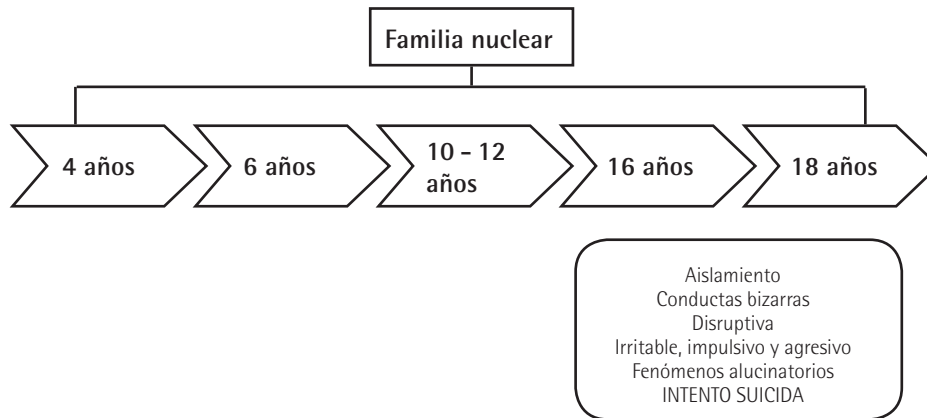 Familia nuclear
4 años
6 años
10 - 12
años
16 años
18 años
Aislamiento
Conductas bizarras
Disruptiva
Irritable, impulsivo y agresivo
Fenómenos alucinatorios
INTENTO SUICIDA